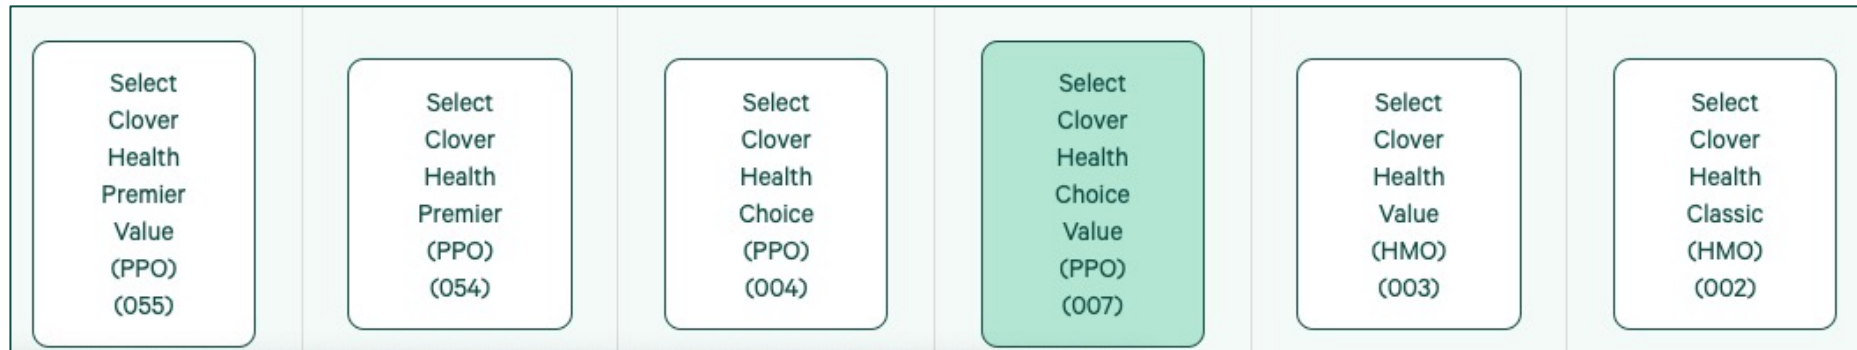 Select
Clover
Health
Premier
Value
(PPO)
(055)
Select
Clover
Health
Premier
(PPO)
(054)
Select
Clover
Health
Choice
(PPO)
(004)
Select
Clover
Health
Choice
Value
(PPO)
(007)
Select
Clover
Health
Value
(HMO)
(003)
Select
Clover
Health
Classic
(HMO)
(002)